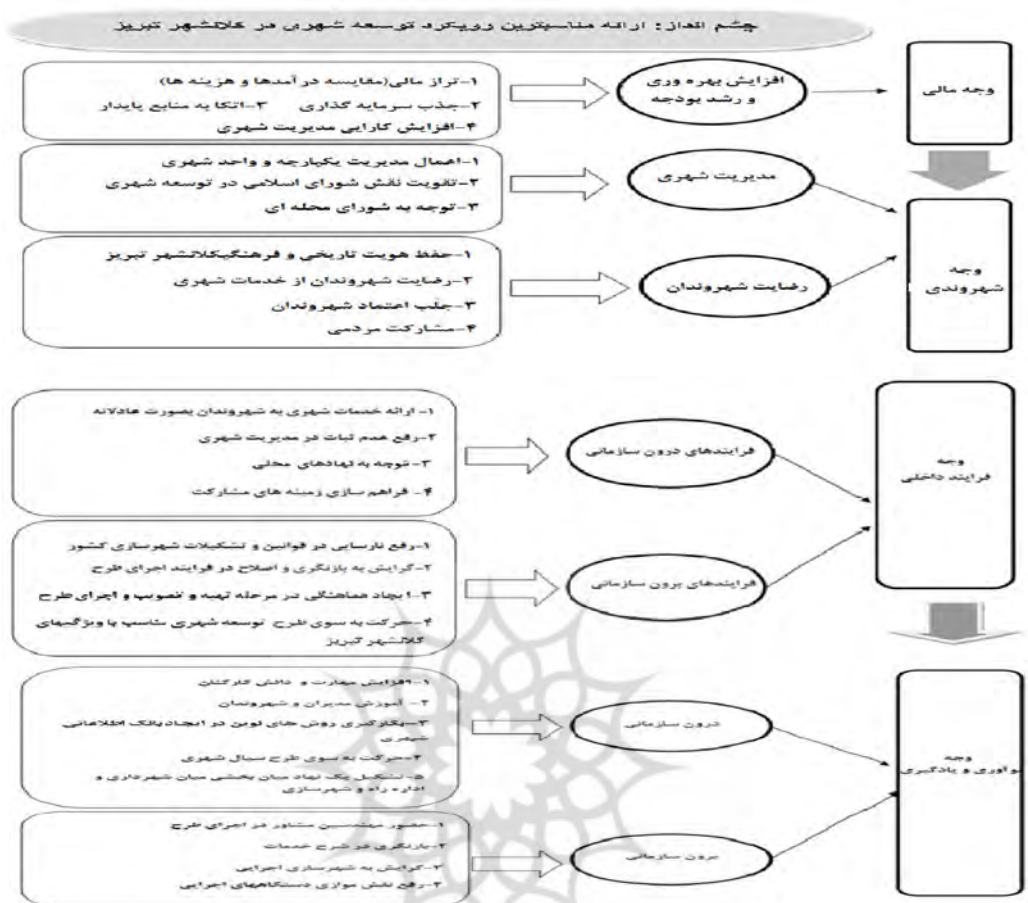 چشم انداز: ارائه مناسبترین رویکرد توسعه شهری در کلانشهر تبریز
وجه مالی
افزایش بهره وری
و رشد بودجه
۱-تراز مالی(مقایسه در آمدها و هزینه ها)
۲-جذب سرمایه گذاری ۳-اتکا به منابع پایدار
۴-افزایش کارایی مدیریت شهری
وجه
شهروندی
مدیریت شهری
۱-اعمال مدیریت یکپارچه و واحد شهری
۲-تقویت نقش شورای اسلامی در توسعه شهری
۳-توجه به شورای محله ای
رضایت شهروندان
۱-حفظ هویت تاریخی و فرهنگیکلانشهر تبریز
۲-رضایت شهروندان از خدمات شهری
۳-جلب اعتماد شهروندان
۴-مشارکت مردمی
وجه
فرایند داخلی
فرایندهای درون سازمانی
۱- ارائه خدمات شهری به شهروندان بصورت عادلانه
۲-رفع عدم ثبات در مدیریت شهری
۳- توجه به نهادهای محلی
۴- فراهم سازی زمینه های مشارکت
فرایندهای برون سازمانی
۱-رفع نارسایی در قوانین و تشکیلات شهرسازی کشور
۲-گرایش به بازنگری و اصلاح در فرایند اجرای طرح
۳-ایجاد هماهنگی در مرحله تهیه و تصویب و اجرای طرح
۴-حرکت به سوی طرح توسعه شهری مناسب با ویژگیهای
کلانشهر تبریز
وجه
نوآوری و یادگیری
درون سازمانی
۱-افزایش مهارت و دانش کارکنان
۲- آموزش مدیران و شهروندان
۳-بکارگیری روش های نوین در ایجاد بانک اطلاعاتی
شهری
۴-حرکت به سوی طرح سیال شهری
۵- تشکیل یک نهاد میان بخشی میان شهرداری و
اداره راه و شهرسازی
برون سازمانی
۱-حضور مهندسین مشاور در اجرای طرح
۲-بازنگری در شرح خدمات
۳-گرایش به شهرسازی اجرایی
۴-رفع نقش موازی دستگاههای اجرایی